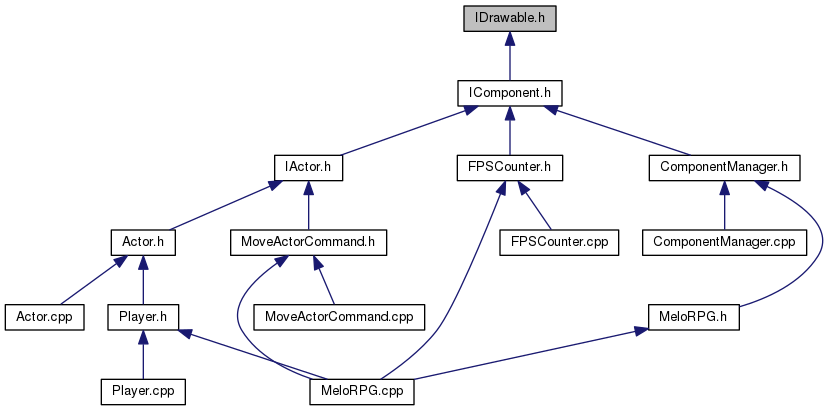 IDrawable.h
IComponent.h
IActor.h
FPSCounter.h
ComponentManager.h
Actor.h
MoveActorCommand.h
FPSCounter.cpp
ComponentManager.cpp
Actor.cpp
Player.h
MoveActorCommand.cpp
MeloRPG.h
Player.cpp
MeloRPG.cpp